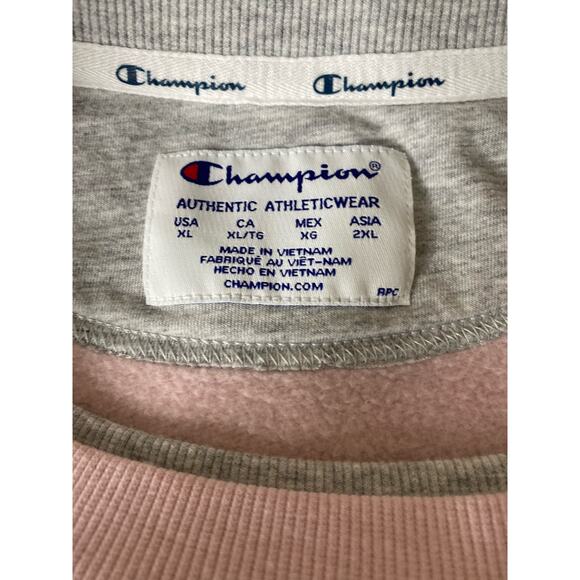 Champion Champion
Champion®
AUTHENTIC ATHLETICWEAR
USA CA MEX ASIA
XL XL/TG XG 2XL
MADE IN VIETNAM
FABRIQUÉ AU VIÊT-NAM
HECHO EN VIETNAM
CHAMPION.COM
RPC